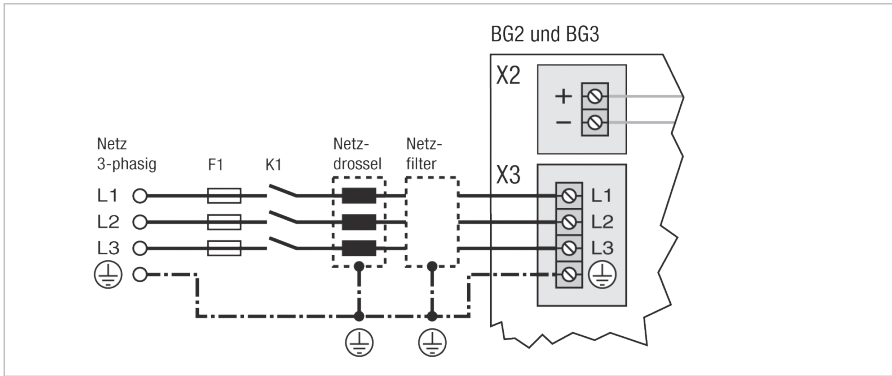 BG2 und BG3
X2
+
−
Netz
3-phasig
F1
K1
Netz-
drossel
Netz-
filter
X3
L1
L2
L3
L1
L2
L3